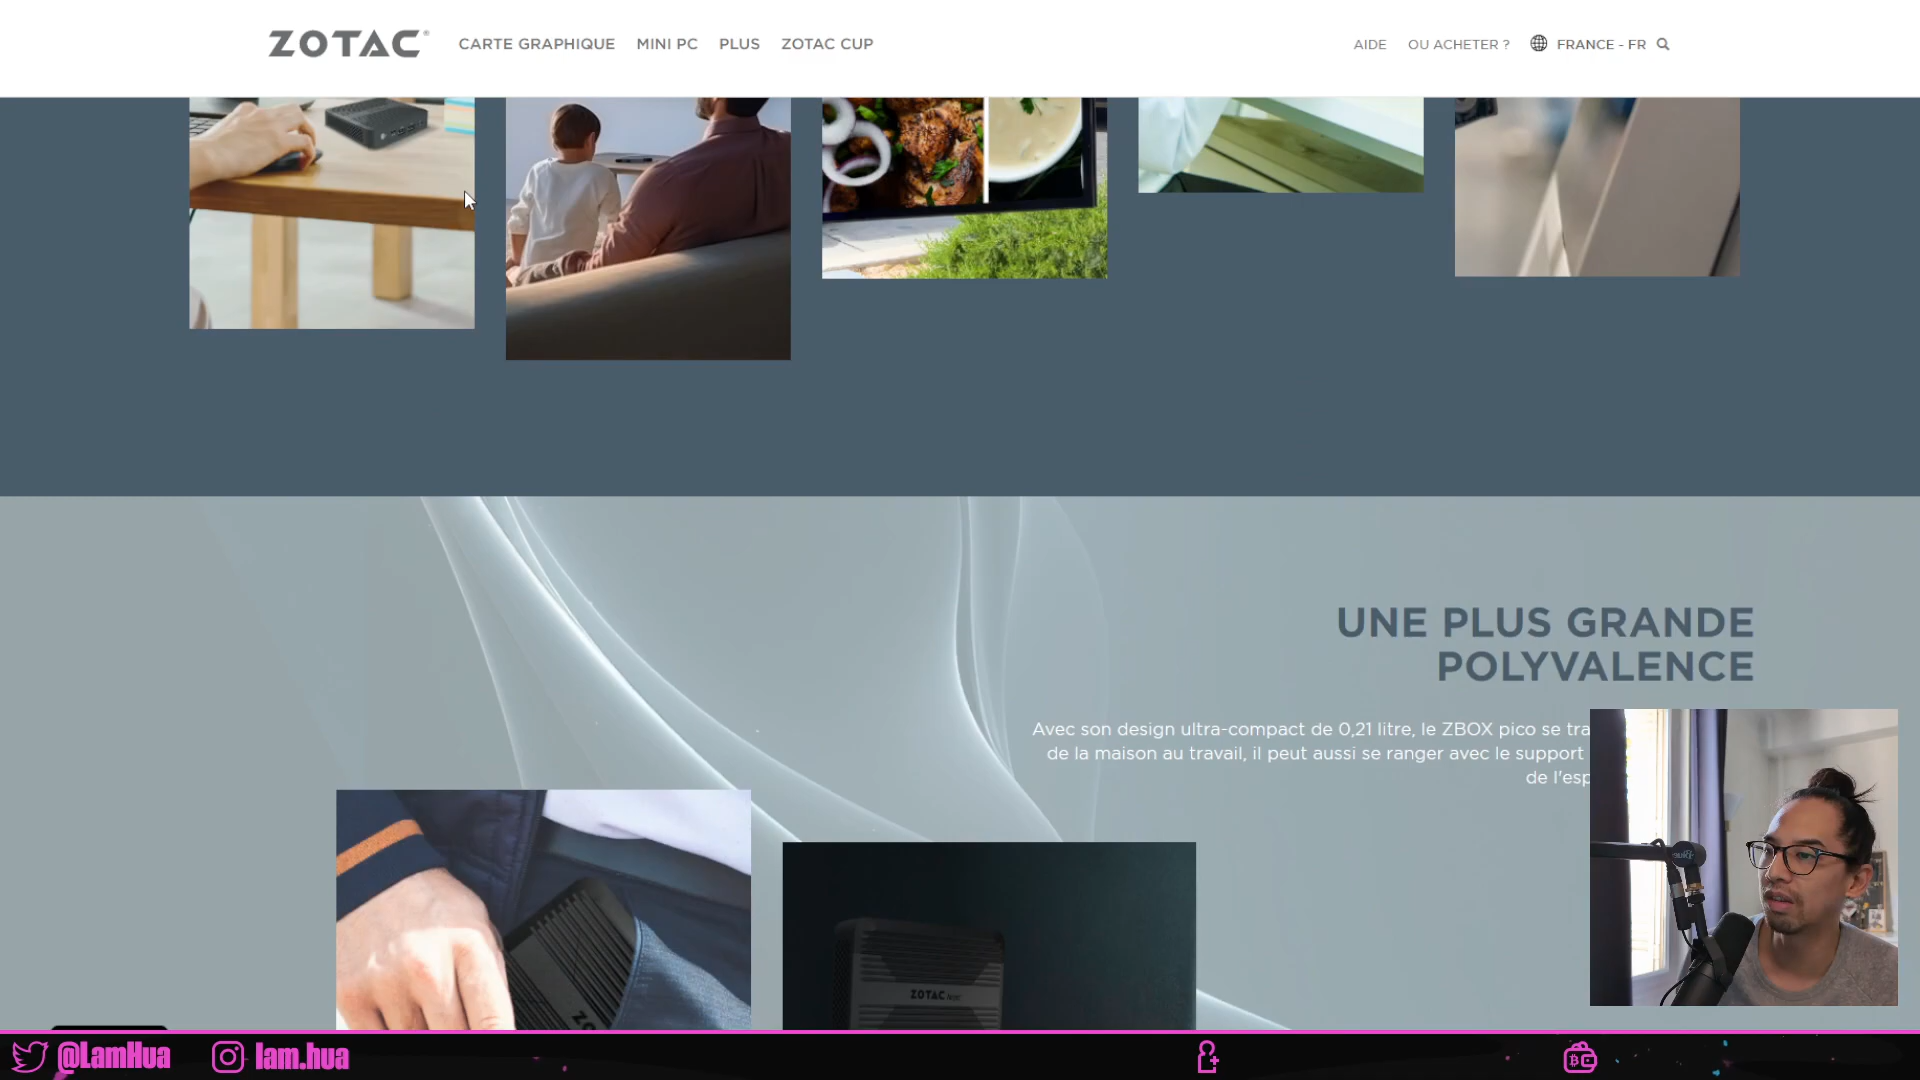 ZOTAC®
CARTE GRAPHIQUE
MINI PC
PLUS
ZOTAC CUP
AIDE
OU ACHETER ?
FRANCE - FR
UNE PLUS GRANDE
POLYVALENCE
Avec son design ultra-compact de 0,21 litre, le ZBOX pico se tra
de la maison au travail, il peut aussi se ranger avec le support
de l'esp
ZOTAC
ZO
@LamHua
lam.hua